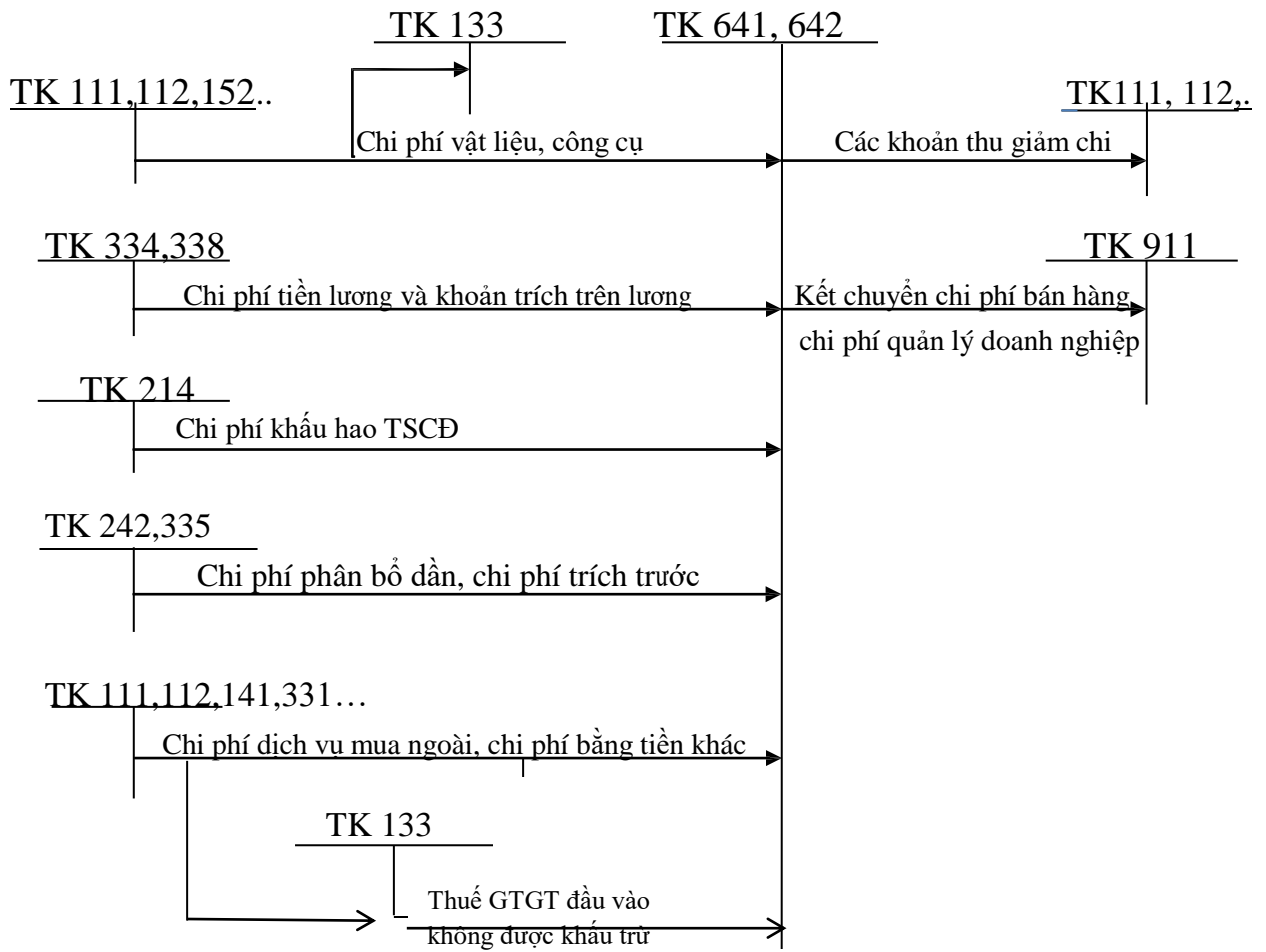 TK 133
TK 641, 642
TK 111,112,152..
TK111, 112,.
Chi phí vật liệu, công cụ
Các khoản thu giảm chi
TK 334,338
TK 911
Chi phí tiền lương và khoản trích trên lương
Kết chuyển chi phí bán hàng
chi phí quản lý doanh nghiệp
TK 214
Chi phí khấu hao TSCĐ
TK 242,335
Chi phí phân bổ dần, chi phí trích trước
TK 111,112,141,331…
Chi phí dịch vụ mua ngoài, chi phí bằng tiền khác
TK 133
Thuế GTGT đầu vào
không được khấu trừ